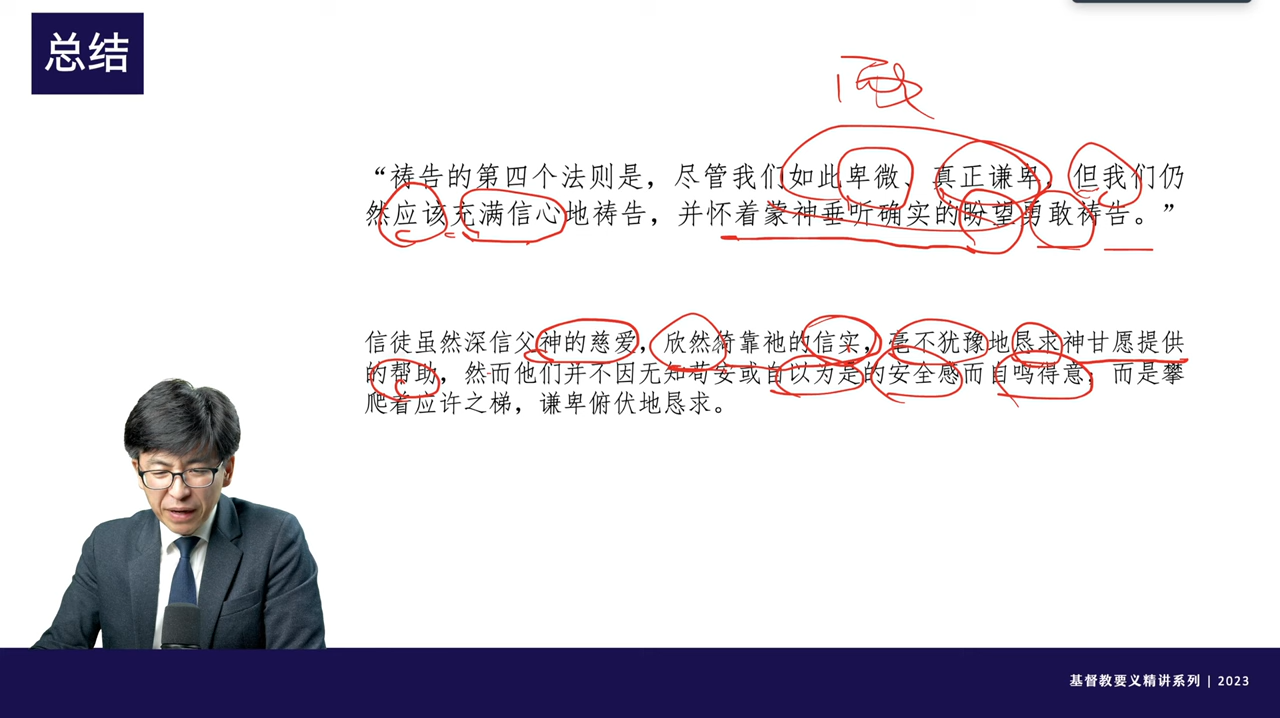 总结
“祷告的第四个法则是，尽管我们如此卑微、真正谦卑，但我们仍
然应该充满信心地祷告，并怀着蒙神垂听确实的盼望勇敢祷告。”
信徒虽然深信父神的慈爱，欣然倚靠祂的信实，毫不犹豫地恳求神甘愿提供
的帮助，然而他们并不因无知苟安或自以为是的安全感而自鸣得意，而是攀
爬着应许之梯，谦卑俯伏地恳求。
基督教要义精讲系列 | 2023